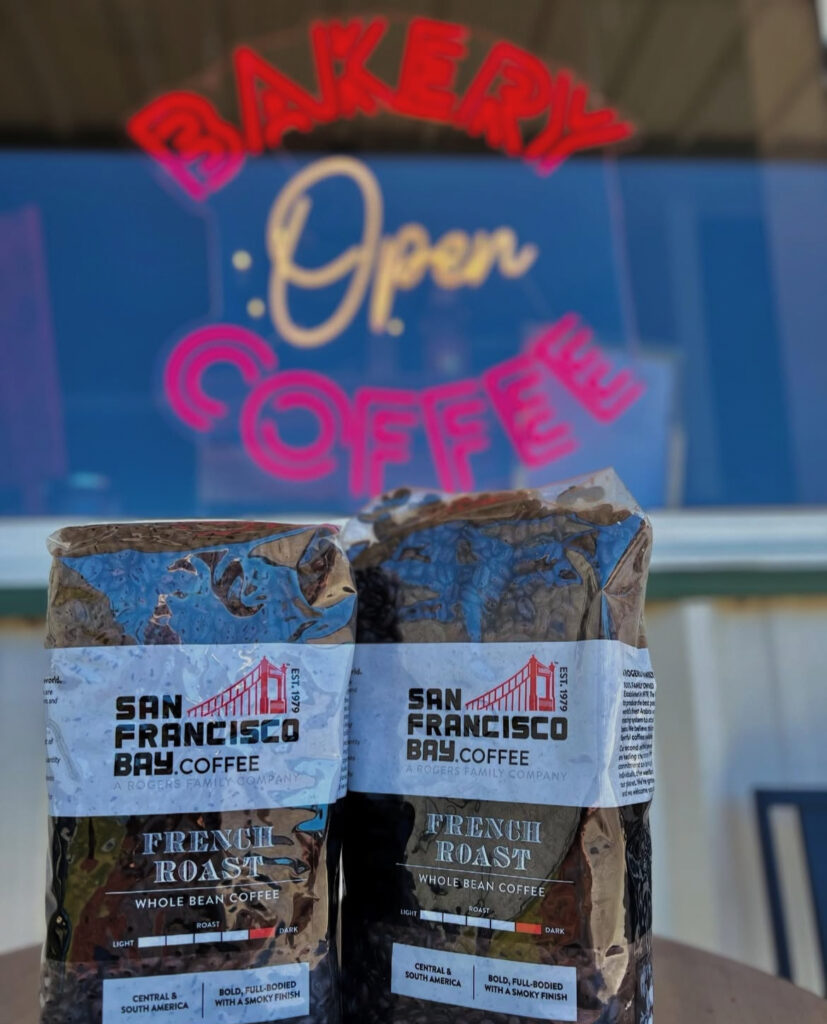 BAKERY
Open
COFFEE
SAN
FRANCISCO
BAY.COFFEE
EST. 1979
A ROGERS FAMILY COMPANY
FRENCH
ROAST
WHOLE BEAN COFFEE
ROAST
LIGHT DARK
CENTRAL &
SOUTH AMERICA
BOLD, FULL-BODIED
WITH A SMOKY FINISH
SAN
FRANCISCO
BAY.COFFEE
EST. 1979
A ROGERS FAMILY COMPANY
FRENCH
ROAST
WHOLE BEAN COFFEE
ROAST
LIGHT DARK
CENTRAL &
SOUTH AMERICA
BOLD, FULL-BODIED
WITH A SMOKY FINISH